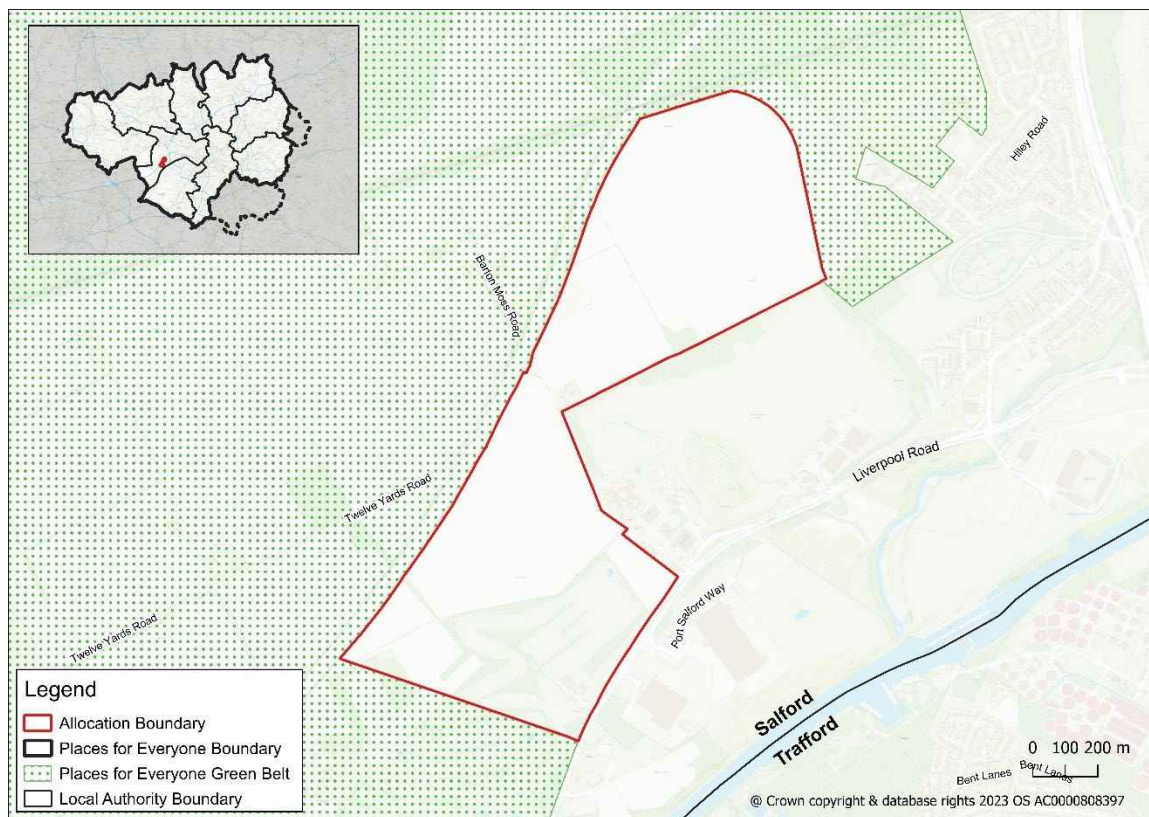 Hiley Road
Barton Moss Road
Liverpool Road
Twelve Yards Road
Port Salford Way
Twelve Yards Road
Salford
Trafford
Legend
Allocation Boundary
Places for Everyone Boundary
Places for Everyone Green Belt
Local Authority Boundary
0 100 200 m
Bent Lanes
Bent Lanes
@ Crown copyright & database rights 2023 OS AC0000808397